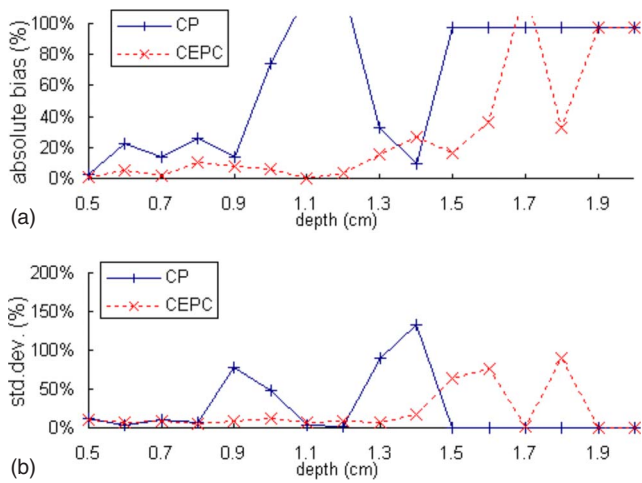 100%
80%
60%
40%
20%
0%
absolute bias (%)
CP
CEPC
(a)
0.5 0.7 0.9 1.1 1.3 1.5 1.7 1.9
depth (cm)
200%
150%
100%
50%
0%
std.dev. (%)
CP
CEPC
(b)
0.5 0.7 0.9 1.1 1.3 1.5 1.7 1.9
depth (cm)